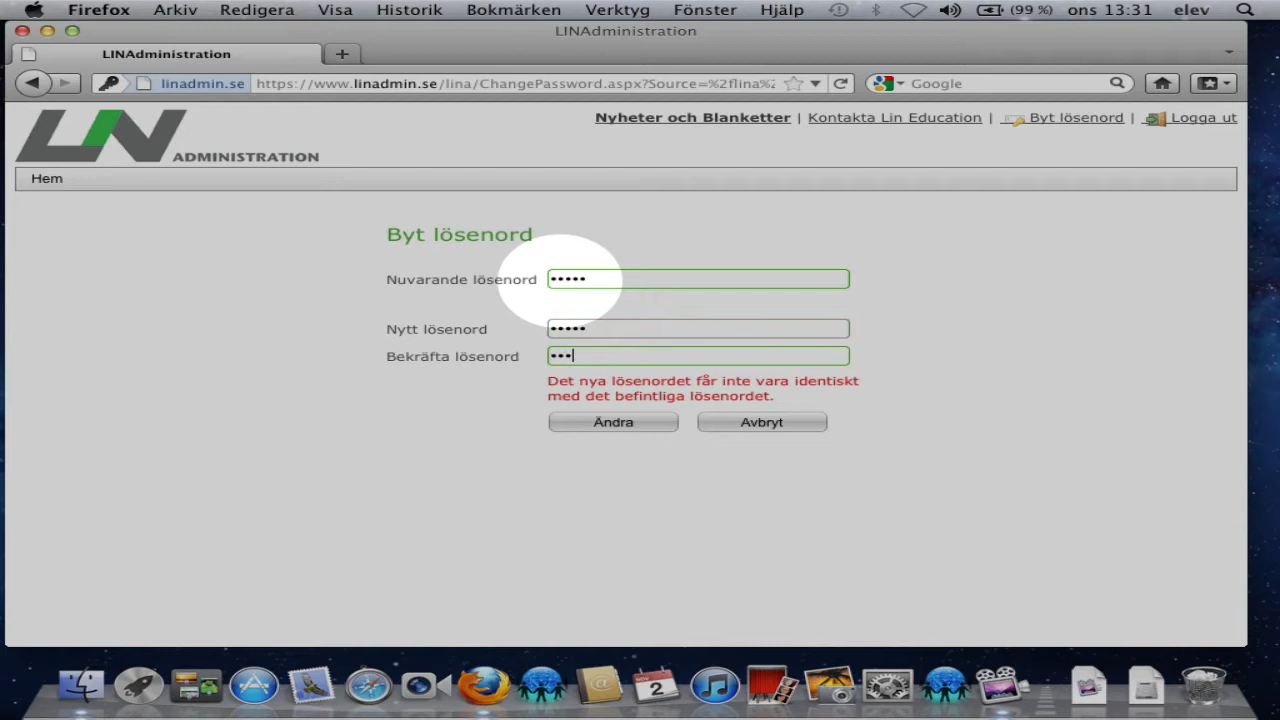 Firefox Arkiv Redigera Visa Historik Bokmärken Verktyg Fönster Hjälp (99 %) ons 13:31 elev
LINAdministration
LINAdministration
linadmin.se https://www.linadmin.se/lina/ChangePassword.aspx?Source=%2flina% Google
Nyheter och Blanketter | Kontakta Lin Education | Byt lösenord | Logga ut
LIN ADMINISTRATION
Hem
Byt lösenord
Nuvarande lösenord •••••
Nytt lösenord •••••
Bekräfta lösenord •••
Det nya lösenordet får inte vara identiskt
med det befintliga lösenordet.
Ändra Avbryt
2